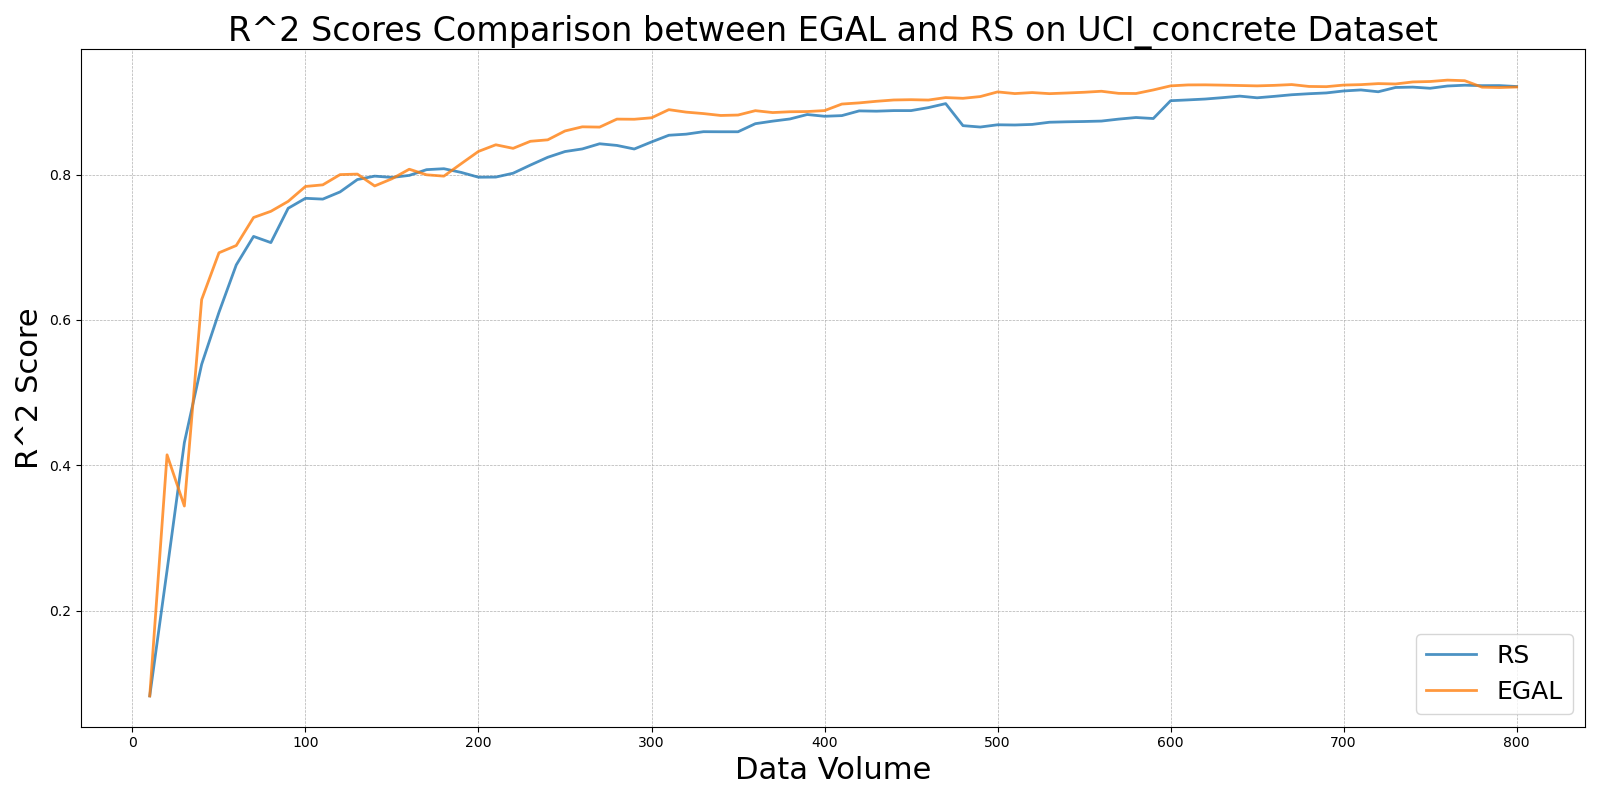 R^2 Scores Comparison between EGAL and RS on UCI_concrete Dataset
R^2 Score
0.8
0.6
0.4
0.2
0 100 200 300 400 500 600 700 800
Data Volume
RS
EGAL